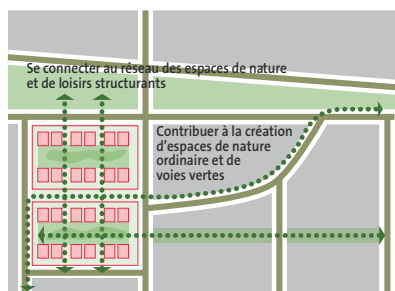 Se connecter au réseau des espaces de nature
et de loisirs structurants
Contribuer à la création
d'espaces de nature
ordinaire et de
voies vertes